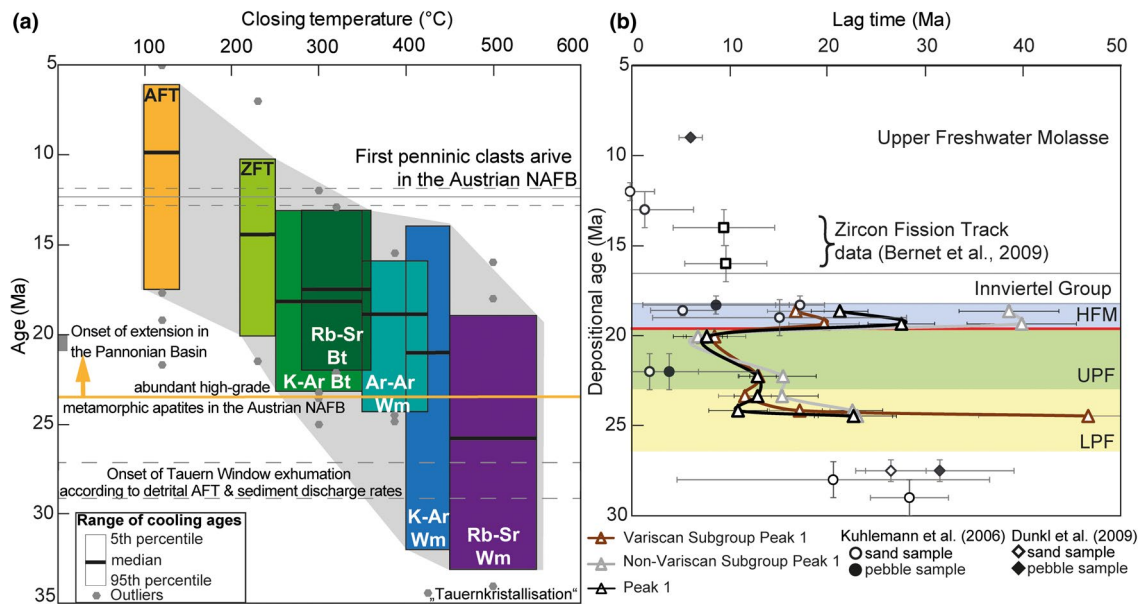 (a)
Closing temperature (°C)
0 100 200 300 400 500 600
Age (Ma)
5
10
15
20
25
30
35
AFT
ZFT
Rb-Sr
Bt
K-Ar Bt
Ar-Ar
Wm
K-Ar
Wm
Rb-Sr
Wm
First penninic clasts arive
in the Austrian NAFB
Onset of extension in
the Pannonian Basin
abundant high-grade
metamorphic apatites in the Austrian NAFB
Onset of Tauern Window exhumation
according to detrital AFT & sediment discharge rates
Range of cooling ages
5th percentile
median
95th percentile
Outliers
„Tauernkristallisation“
(b)
Lag time (Ma)
0 10 20 30 40 50
Depositional age (Ma)
5
10
15
20
25
30
Upper Freshwater Molasse
Zircon Fission Track
data (Bernet et al., 2009)
Innviertel Group
HFM
UPF
LPF
Variscan Subgroup Peak 1
Non-Variscan Subgroup Peak 1
Peak 1
Kuhlemann et al. (2006)
sand sample
pebble sample
Dunkl et al. (2009)
sand sample
pebble sample